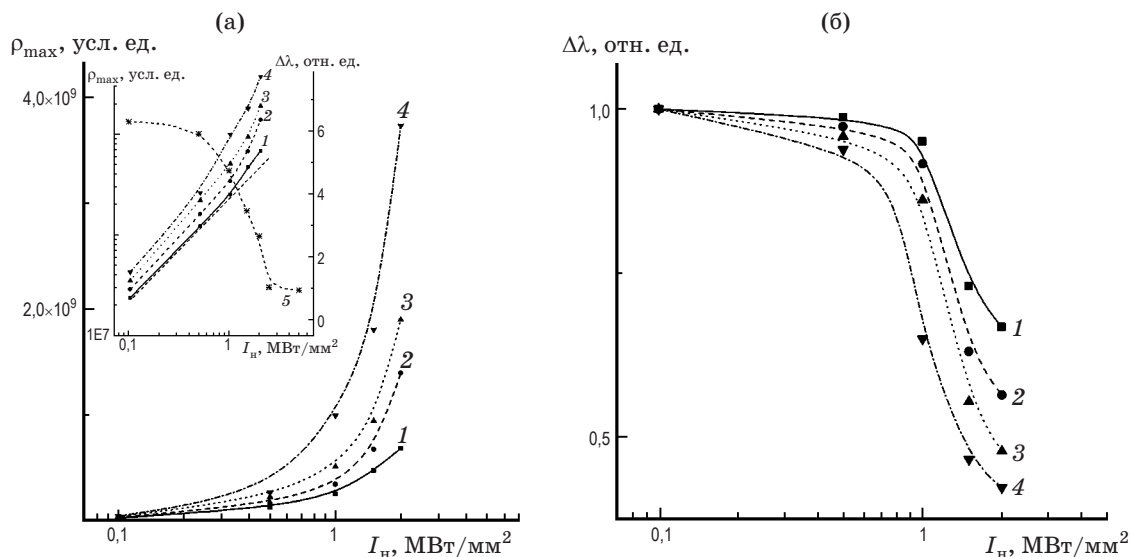 (а)
ρmax, усл. ед.
4,0×10⁹
2,0×10⁹
ρmax, усл. ед.
Δλ, отн. ед.
4
3
2
1
5
6
4
2
0
1E7
0,1
1
Iн, МВт/мм²
4
3
2
1
0,1
1
Iн, МВт/мм²
(б)
Δλ, отн. ед.
1,0
0,5
1
2
3
4
0,1
1
Iн, МВт/мм²